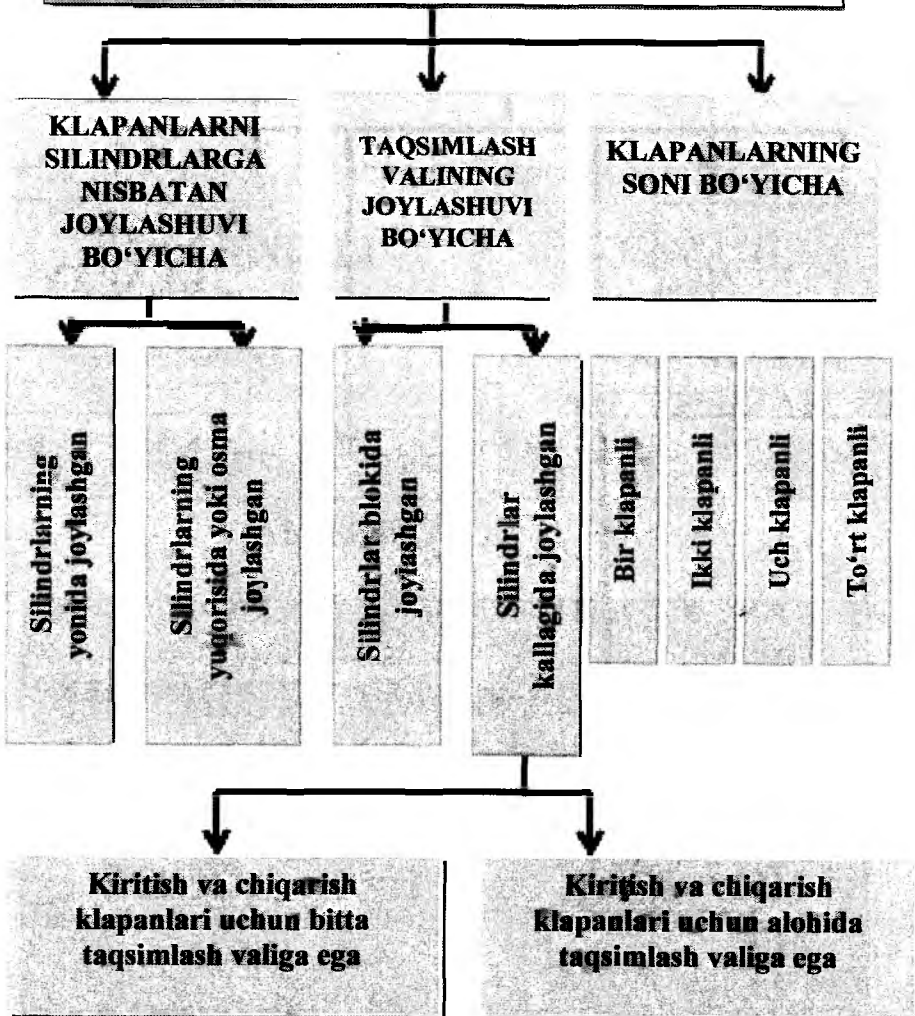 KLAPANLARNI
SILINDRLARGA
NISBATAN
JOYLASHUVI
BO‘YICHA
TAQSIMLASH
VALINING
JOYLASHUVI
BO‘YICHA
KLAPANLARNING
SONI BO‘YICHA
Silindrlarning
yonida joylashgan
Silindrlarning
yuqorisida yoki osma
joylashgan
Silindrlar blokida
joylashgan
Silindrlar
kallagida joylashgan
Bir klapanli
Ikki klapanli
Uch klapanli
To‘rt klapanli
Kiritish va chiqarish
klapanlari uchun bitta
taqsimlash valiga ega
Kiritish va chiqarish
klapanlari uchun alohida
taqsimlash valiga ega